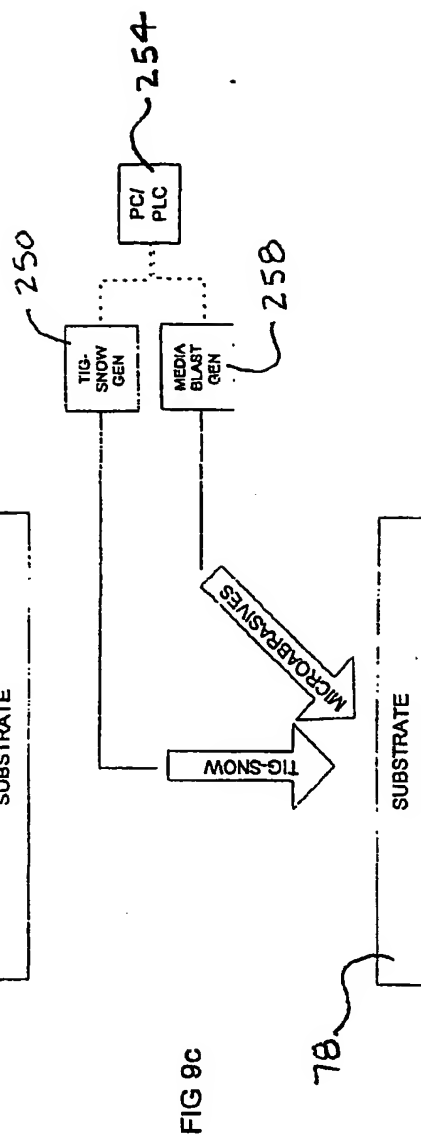 SUBSTRATE
FIG 9c
250
254
TIG-
SNOW
GEN
PC/
PLC
MEDIA
BLAST
GEN
258
TIG-SNOW
MICROABRASIVES
78
SUBSTRATE